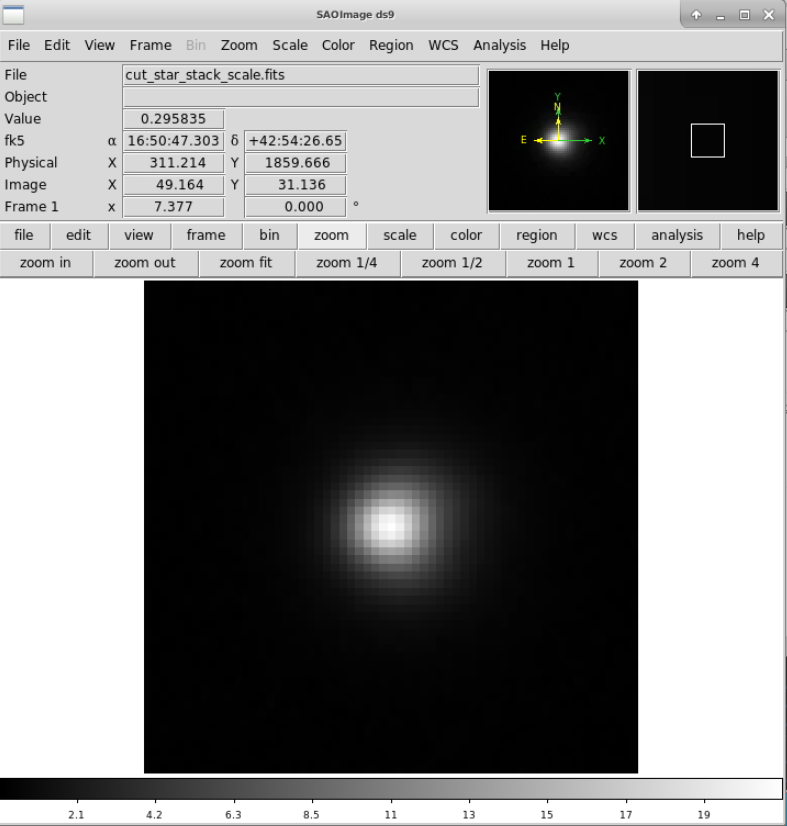 SAOImage ds9
File Edit View Frame Bin Zoom Scale Color Region WCS Analysis Help
File cut_star_stack_scale.fits
Object
Value 0.295835
fk5 α 16:50:47.303 δ +42:54:26.65
Physical X 311.214 Y 1859.666
Image X 49.164 Y 31.136
Frame 1 x 7.377 0.000 °
Y
N
E X
file edit view frame bin zoom scale color region wcs analysis help
zoom in zoom out zoom fit zoom 1/4 zoom 1/2 zoom 1 zoom 2 zoom 4
2.1 4.2 6.3 8.5 11 13 15 17 19